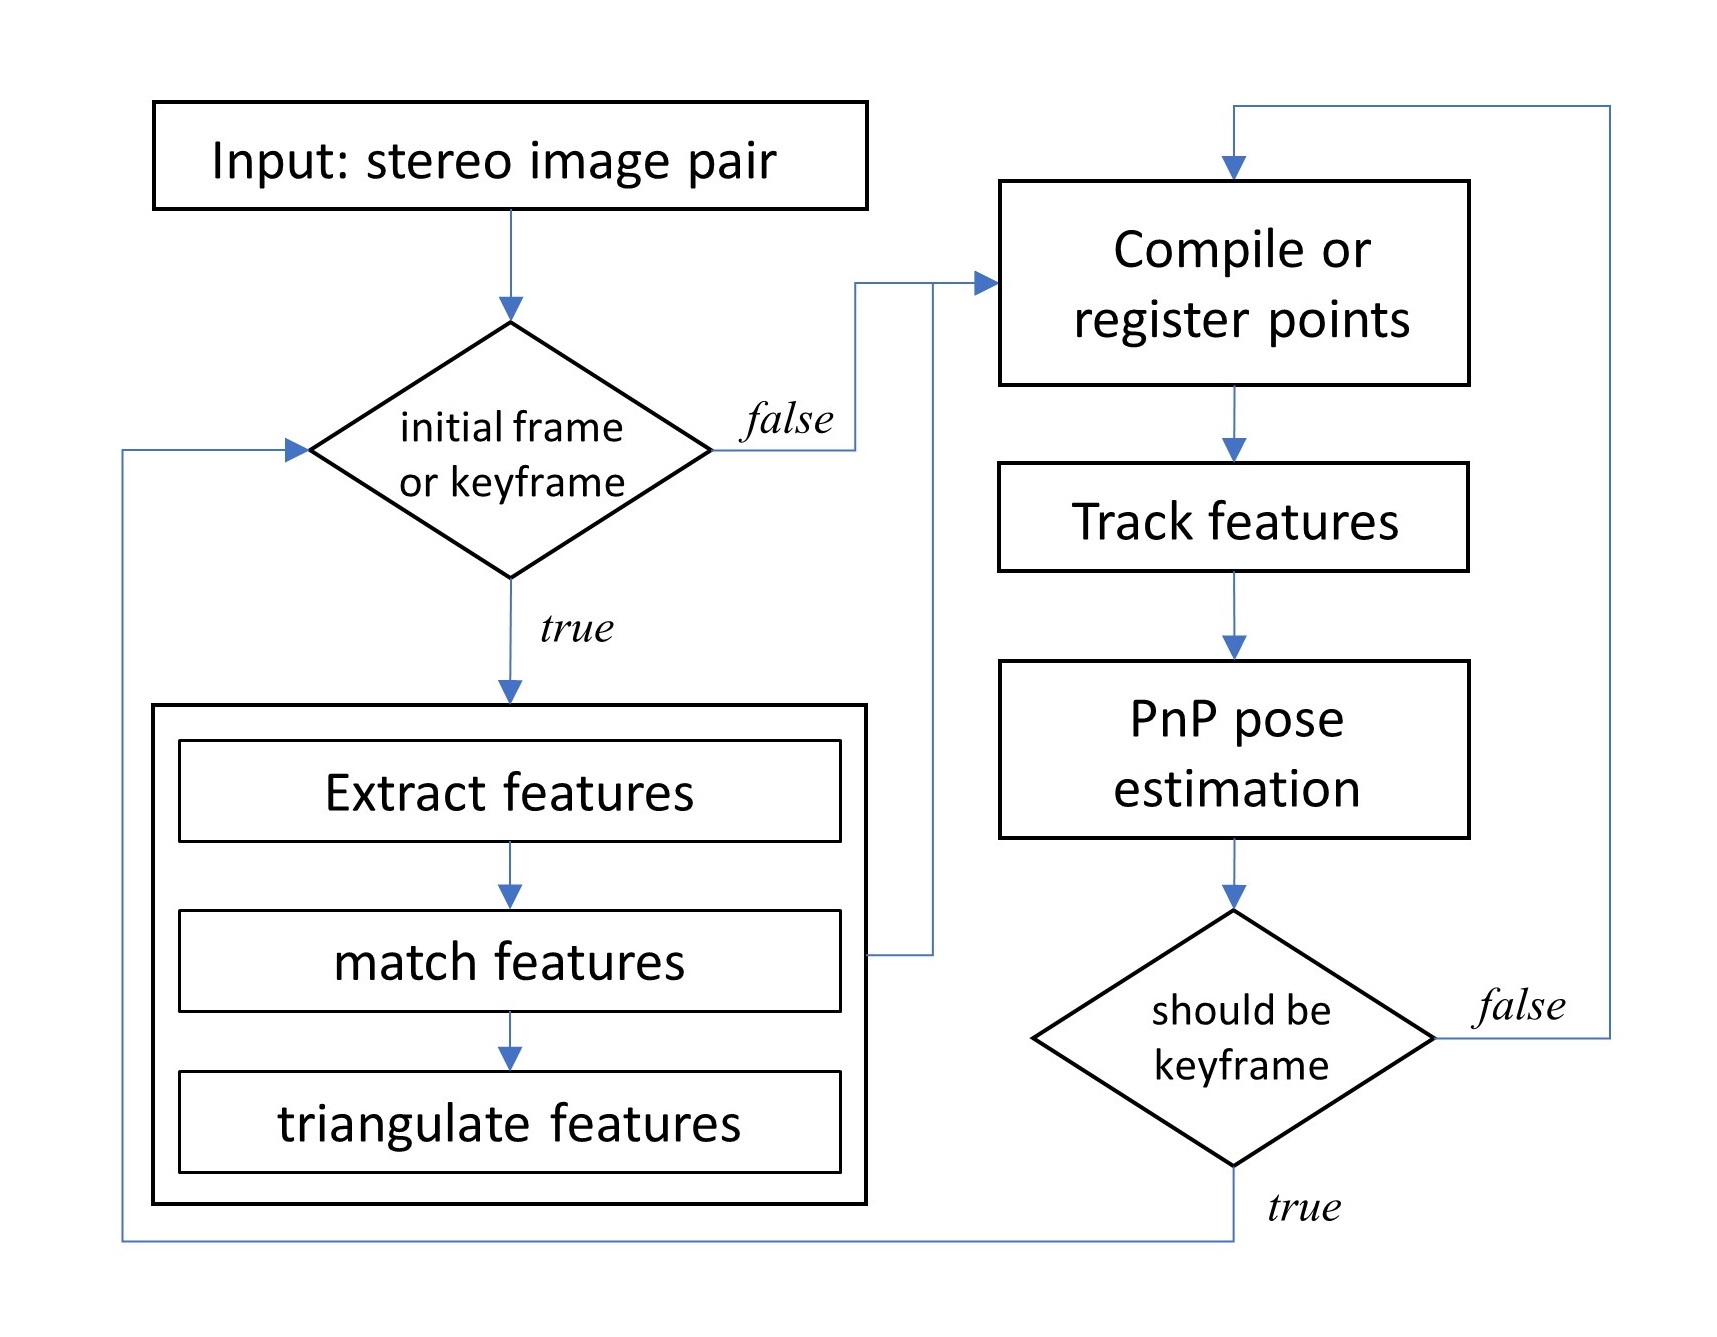 Input: stereo image pair
initial frame
or keyframe
false
true
Extract features
match features
triangulate features
Compile or
register points
Track features
PnP pose
estimation
should be
keyframe
false
true